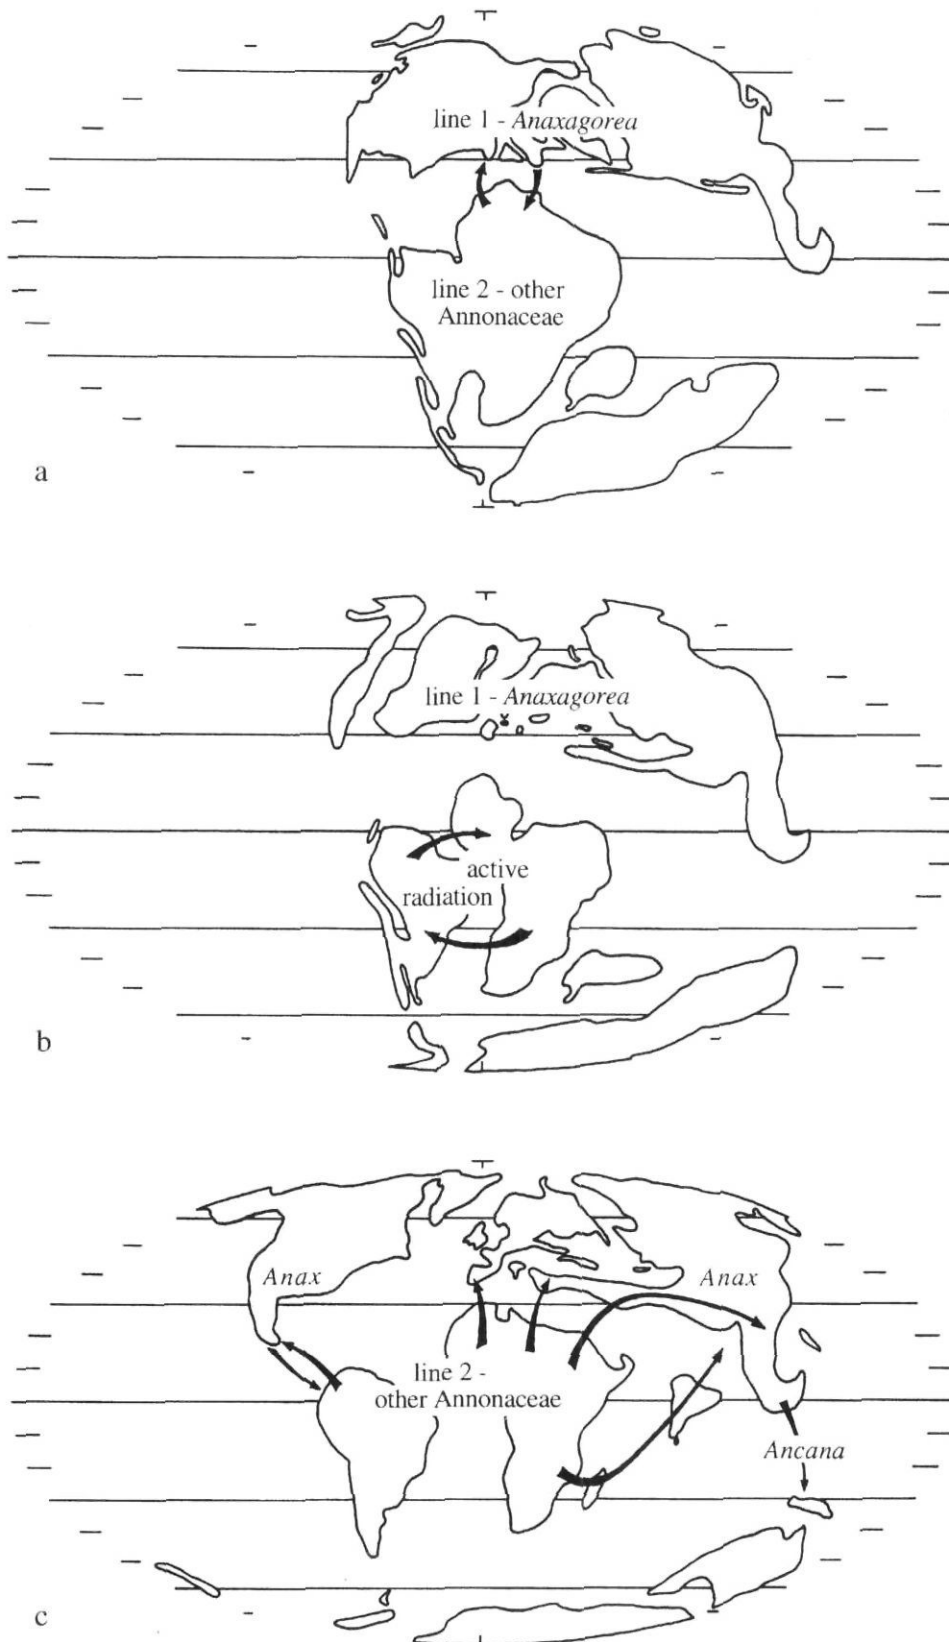 line 1 - Anaxagorea
line 2 - other
Annonaceae
a
line 1 - Anaxagorea
active
radiation
b
Anax
Anax
line 2 -
other Annonaceae
Ancana
c